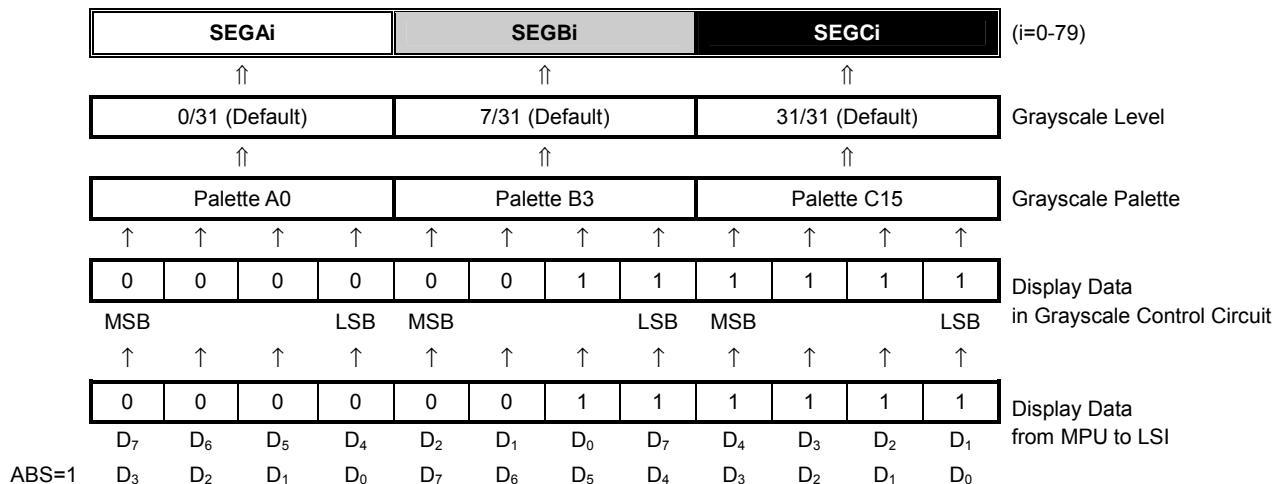 SEGAi SEGBi SEGCi (i=0-79)
⇑ ⇑ ⇑
0/31 (Default) 7/31 (Default) 31/31 (Default) Grayscale Level
⇑ ⇑ ⇑
Palette A0 Palette B3 Palette C15 Grayscale Palette
↑ ↑ ↑ ↑ ↑ ↑ ↑ ↑ ↑ ↑ ↑ ↑
0 0 0 0 0 0 1 1 1 1 1 1 Display Data
in Grayscale Control Circuit
MSB LSB MSB LSB MSB LSB
↑ ↑ ↑ ↑ ↑ ↑ ↑ ↑ ↑ ↑ ↑ ↑
0 0 0 0 0 0 1 1 1 1 1 1 Display Data
from MPU to LSI
D₇ D₆ D₅ D₄ D₂ D₁ D₀ D₇ D₄ D₃ D₂ D₁
ABS=1 D₃ D₂ D₁ D₀ D₇ D₆ D₅ D₄ D₃ D₂ D₁ D₀